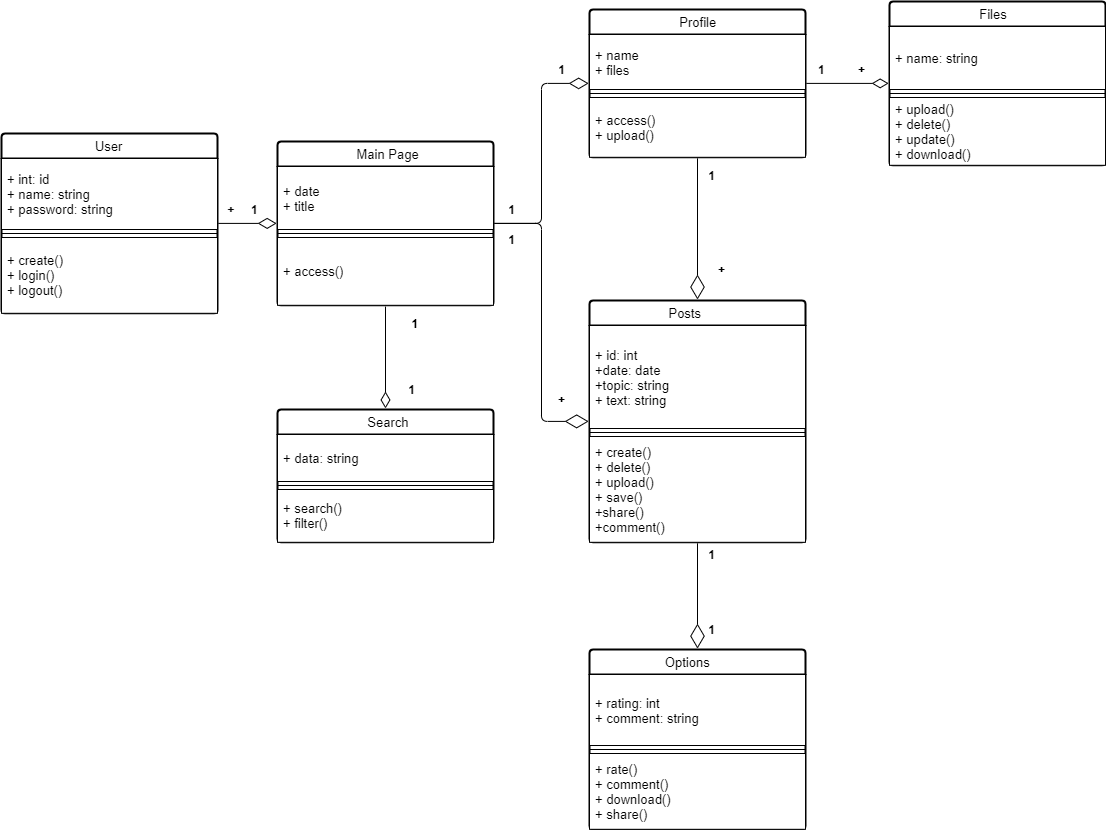 User
+ int: id
+ name: string
+ password: string
+ create()
+ login()
+ logout()
+ 1
Main Page
+ date
+ title
+ access()
1
1
1
1
Search
+ data: string
+ search()
+ filter()
1
Profile
+ name
+ files
+ access()
+ upload()
1 +
Files
+ name: string
+ upload()
+ delete()
+ update()
+ download()
1
+
+
Posts
+ id: int
+date: date
+topic: string
+ text: string
+ create()
+ delete()
+ upload()
+ save()
+share()
+comment()
1
1
Options
+ rating: int
+ comment: string
+ rate()
+ comment()
+ download()
+ share()